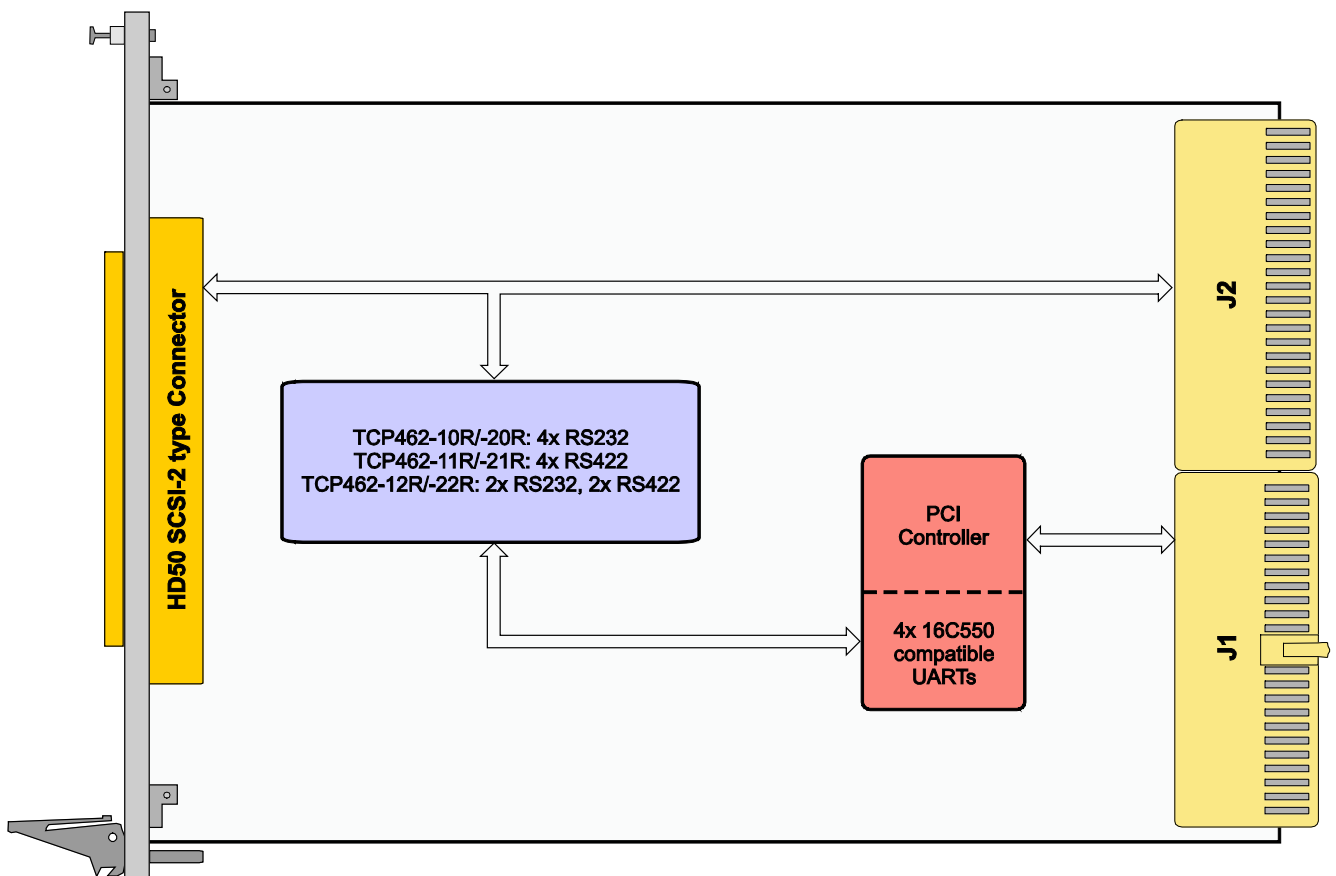 HD50 SCSI-2 type Connector
TCP462-10R/-20R: 4x RS232
TCP462-11R/-21R: 4x RS422
TCP462-12R/-22R: 2x RS232, 2x RS422
PCI
Controller
4x 16C550
compatible
UARTs
J2
J1